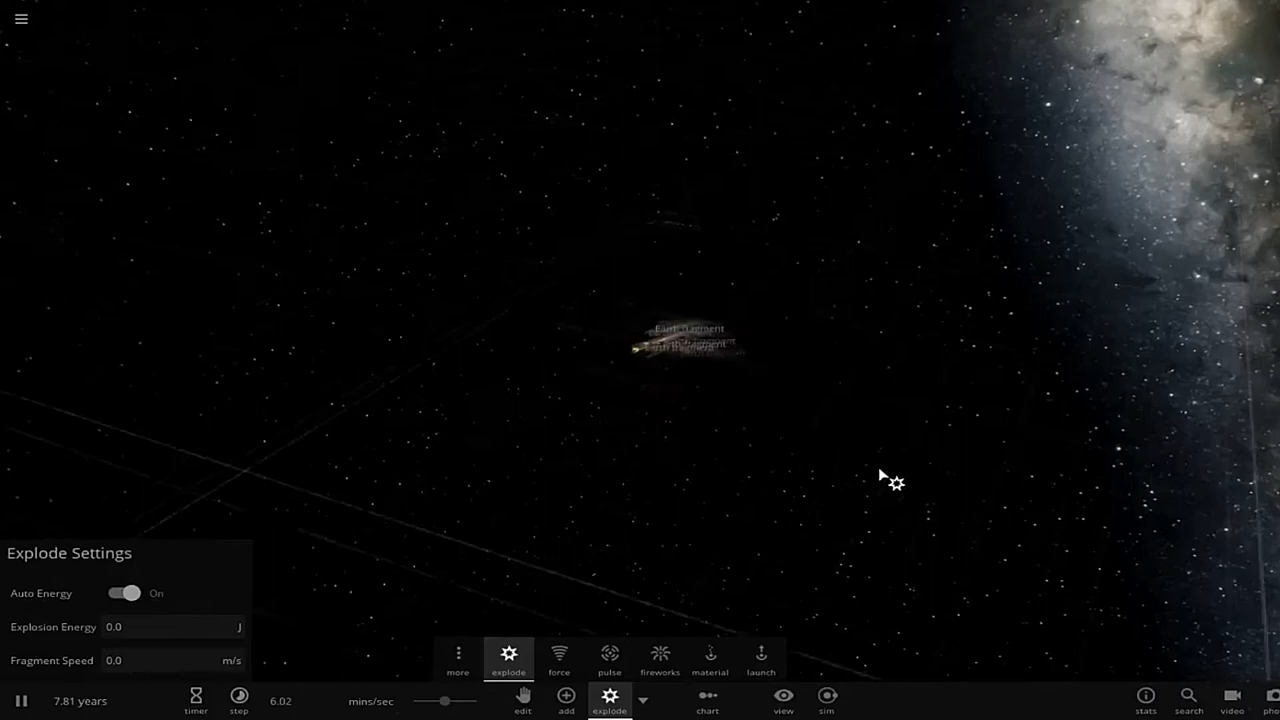 Earth fragment
Explode Settings
Auto Energy On
Explosion Energy 0.0 J
Fragment Speed 0.0 m/s
more explode force pulse fireworks material launch
7.81 years timer step 6.02 mins/sec edit add explode chart view sim stats search video